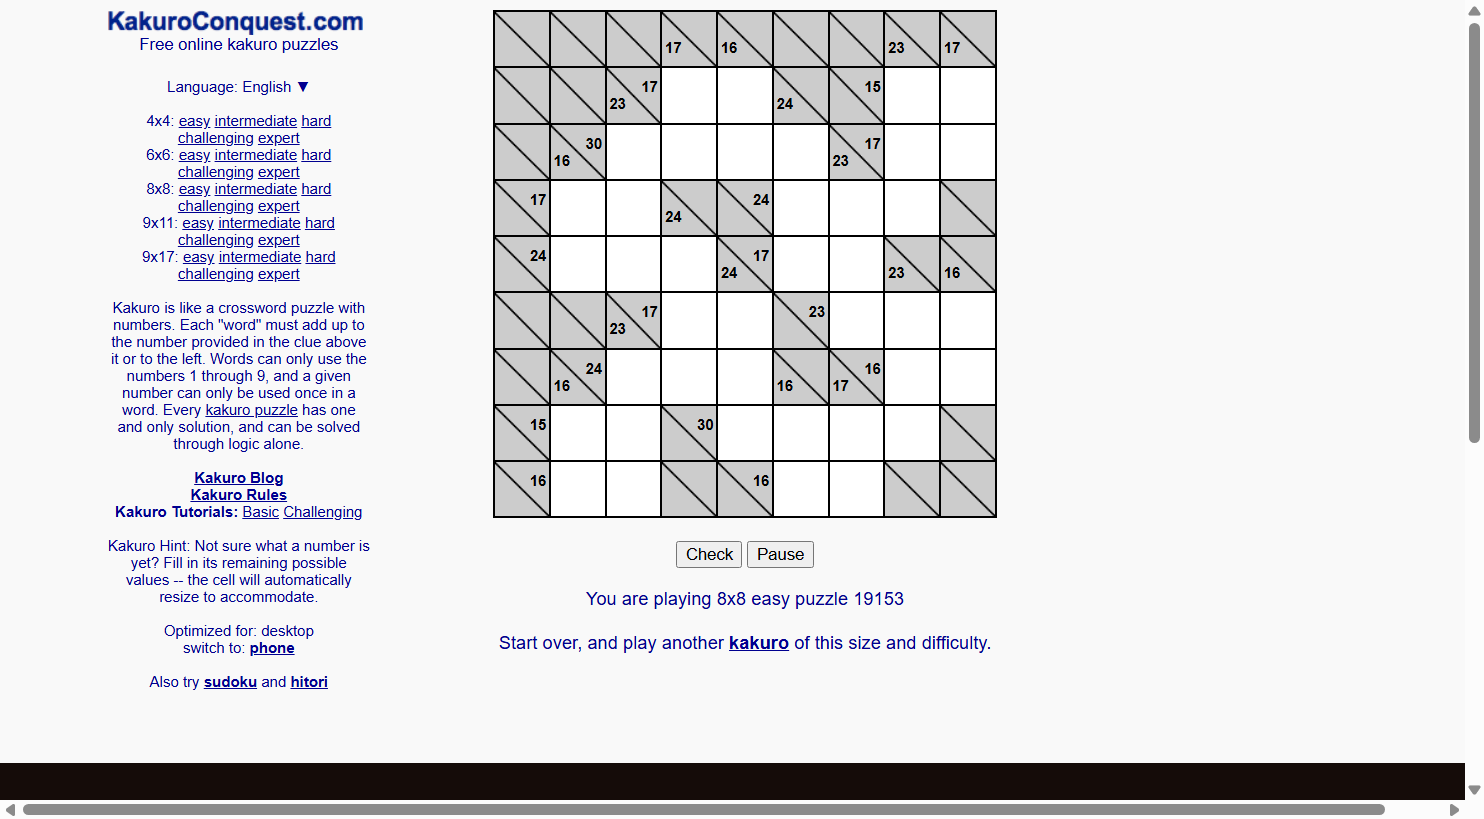 KakuroConquest.com
Free online kakuro puzzles
Language: English ▼
4x4: easy intermediate hard
challenging expert
6x6: easy intermediate hard
challenging expert
8x8: easy intermediate hard
challenging expert
9x11: easy intermediate hard
challenging expert
9x17: easy intermediate hard
challenging expert
Kakuro is like a crossword puzzle with
numbers. Each "word" must add up to
the number provided in the clue above
it or to the left. Words can only use the
numbers 1 through 9, and a given
number can only be used once in a
word. Every kakuro puzzle has one
and only solution, and can be solved
through logic alone.
Kakuro Blog
Kakuro Rules
Kakuro Tutorials: Basic Challenging
Kakuro Hint: Not sure what a number is
yet? Fill in its remaining possible
values -- the cell will automatically
resize to accommodate.
Optimized for: desktop
switch to: phone
Also try sudoku and hitori
17 16 23 17
17 15
23 24
30 17
16 23
17 24
24
24 17
24 23 16
17 23
23
24 16
16 16 17
15 30
16 16
Check Pause
You are playing 8x8 easy puzzle 19153
Start over, and play another kakuro of this size and difficulty.